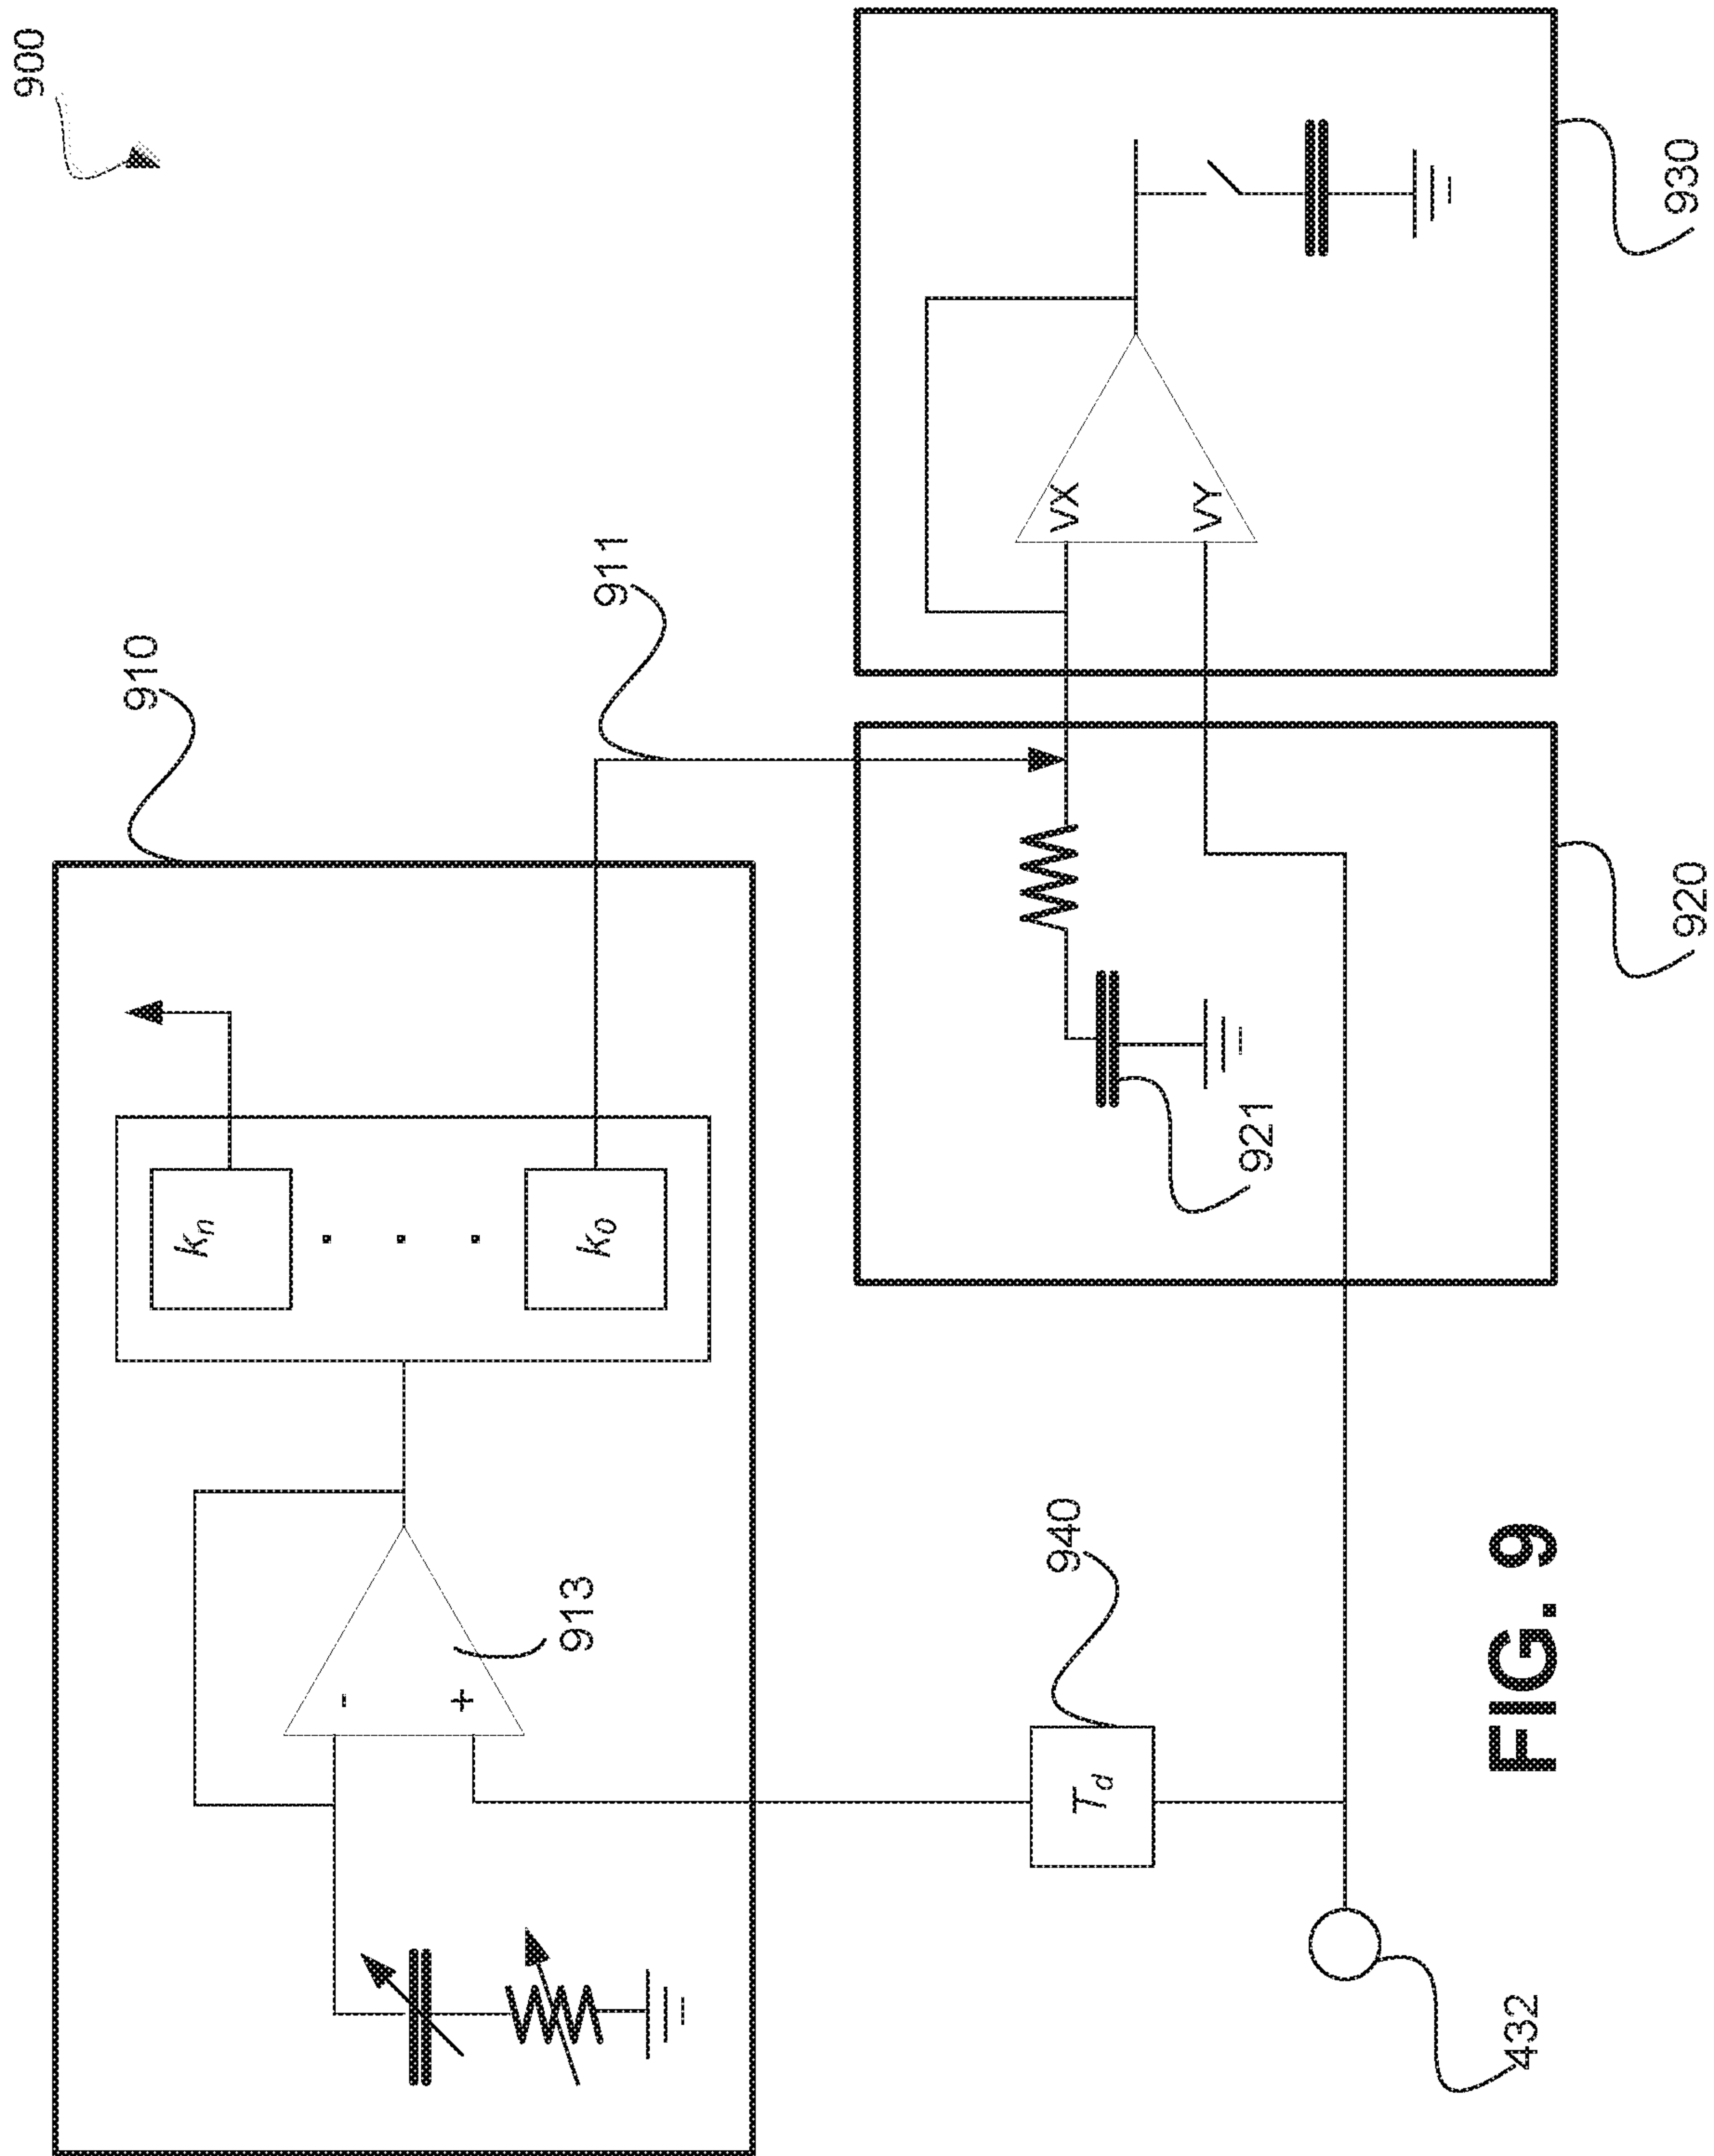 900
910
911
k_n
.
.
.
k_0
-
+
913
VX
VY
930
921
920
940
T_d
432
FIG. 9